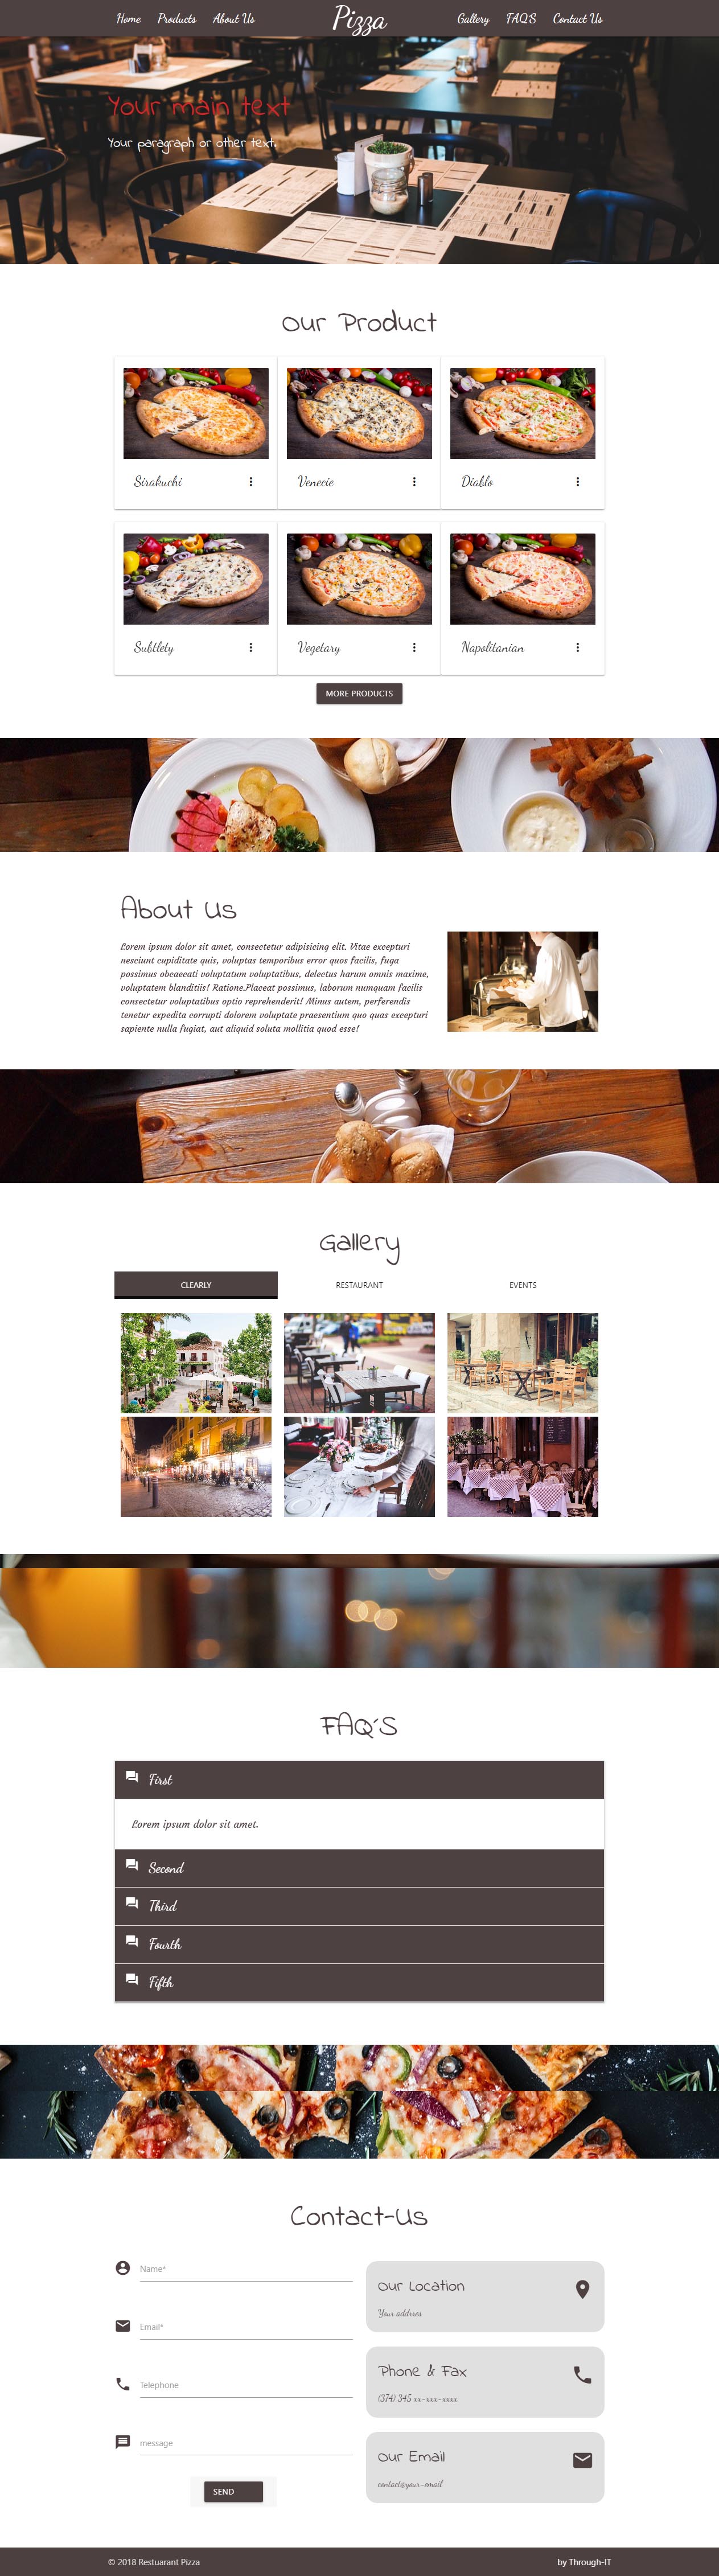 Home Products About Us Pizza Gallery FAQ'S Contact Us
Your main text
Your paragraph or other text.
Our Product
Sirakuchi Venecie Diablo
Subtlety Vegetary Napolitanian
MORE PRODUCTS
About Us
Lorem ipsum dolor sit amet, consectetur adipisicing elit. Vitae excepturi
nesciunt cupiditate quis, voluptas temporibus error quos facilis, fuga
possimus obcaecati voluptatum voluptatibus, delectus harum omnis maxime,
voluptatem blanditiis! Ratione.Placeat possimus, laborum numquam facilis
consectetur voluptatibus optio reprehenderit! Minus autem, perferendis
tenetur expedita corrupti dolorem voluptate praesentium quo quas excepturi
sapiente nulla fugiat, aut aliquid soluta mollitia quod esse!
Gallery
CLEARLY RESTAURANT EVENTS
FAQ´S
First
Lorem ipsum dolor sit amet.
Second
Third
Fourth
Fifth
Contact-Us
Name*
Email*
Telephone
message
SEND
Our Location
Your addrres
Phone & Fax
(374) 345 xx-xxx-xxxx
Our Email
contact@your-email
© 2018 Restuarant Pizza
by Through-IT